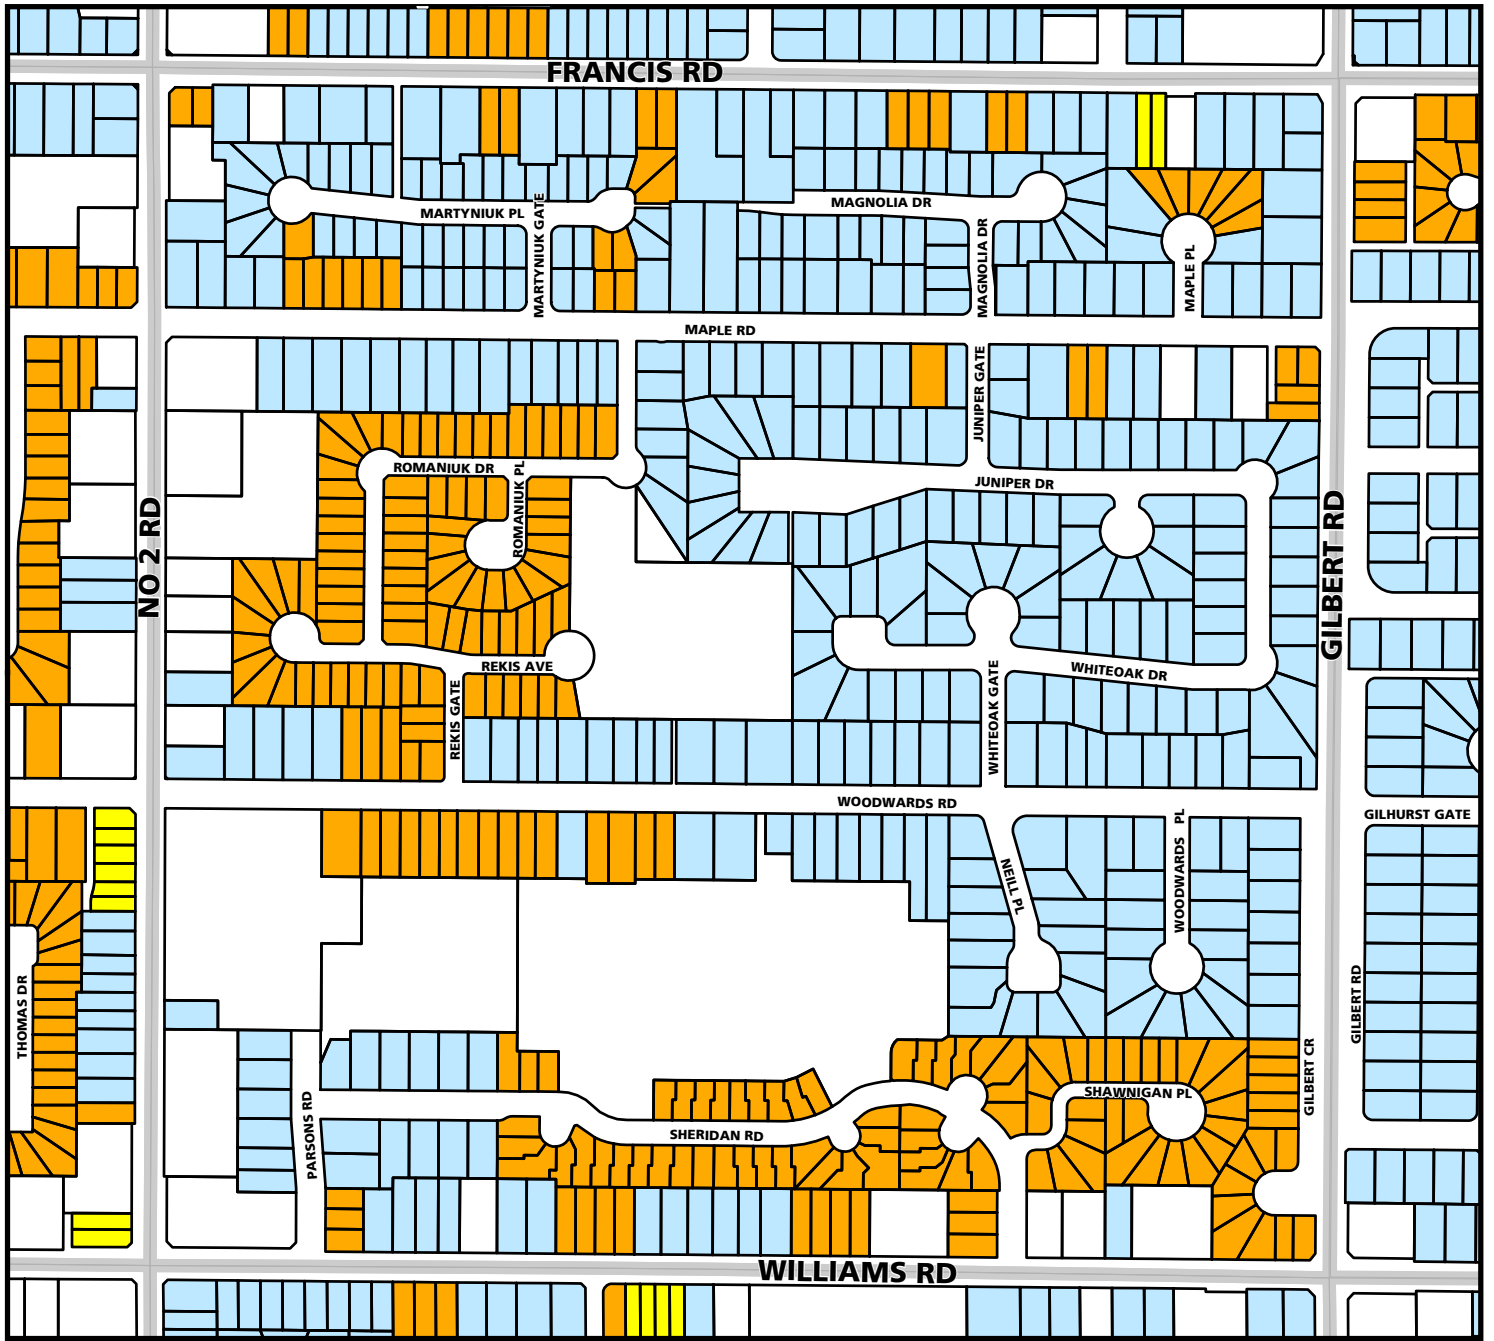 FRANCIS RD
MARTYNIUK PL
MARTYNIUK GATE
MAGNOLIA DR
MAGNOLIA DR
MAPLE PL
MAPLE RD
JUNIPER GATE
ROMANIUK DR
ROMANIUK PL
JUNIPER DR
NO 2 RD
GILBERT RD
REKIS AVE
REKIS GATE
WHITEOAK GATE
WHITEOAK DR
WOODWARDS RD
WOODWARDS PL
GILHURST GATE
NEILL PL
THOMAS DR
GILBERT RD
GILBERT CR
PARSONS RD
SHAWNIGAN PL
SHERIDAN RD
WILLIAMS RD